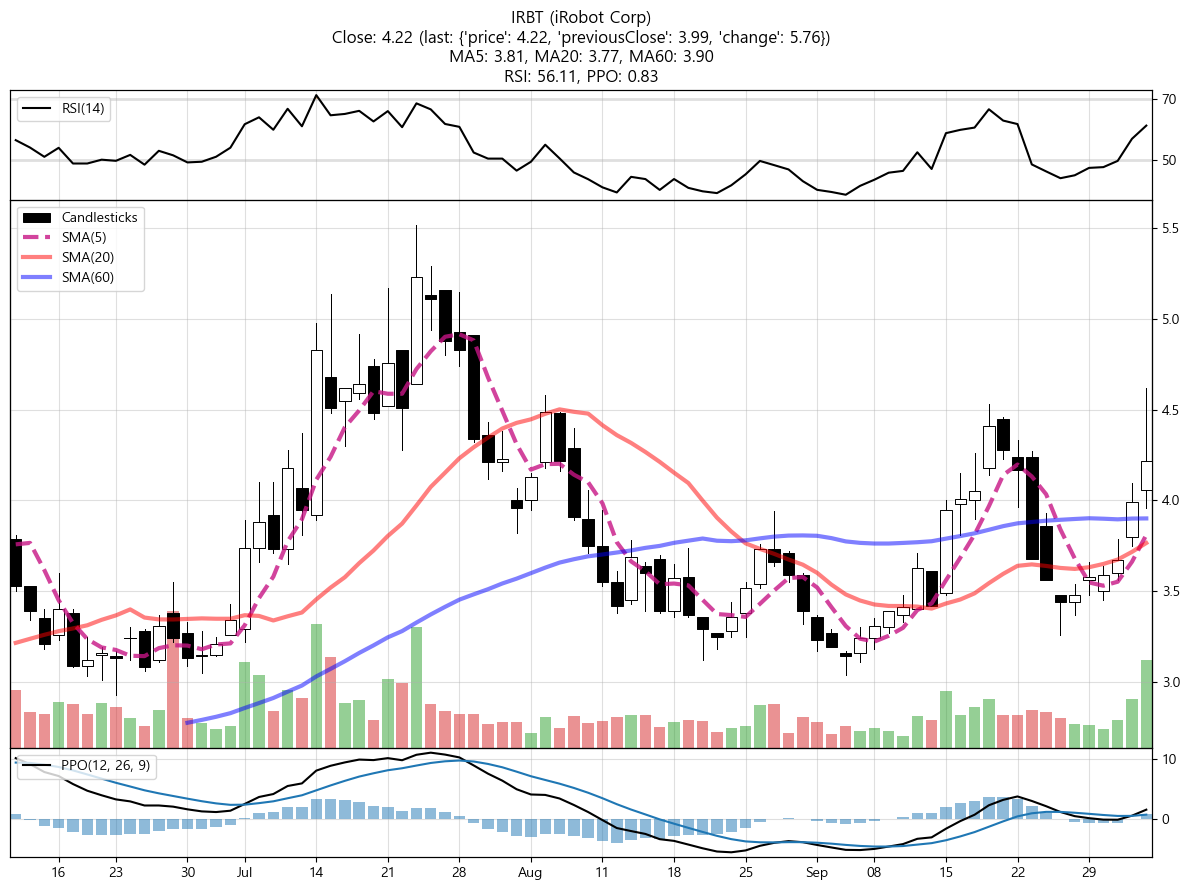 IRBT (iRobot Corp)
Close: 4.22 (last: {'price': 4.22, 'previousClose': 3.99, 'change': 5.76})
MA5: 3.81, MA20: 3.77, MA60: 3.90
RSI: 56.11, PPO: 0.83
RSI(14)
70
50
Candlesticks
SMA(5)
SMA(20)
SMA(60)
5.5
5.0
4.5
4.0
3.5
3.0
PPO(12, 26, 9)
10
0
16 23 30 Jul 14 21 28 Aug 11 18 25 Sep 08 15 22 29